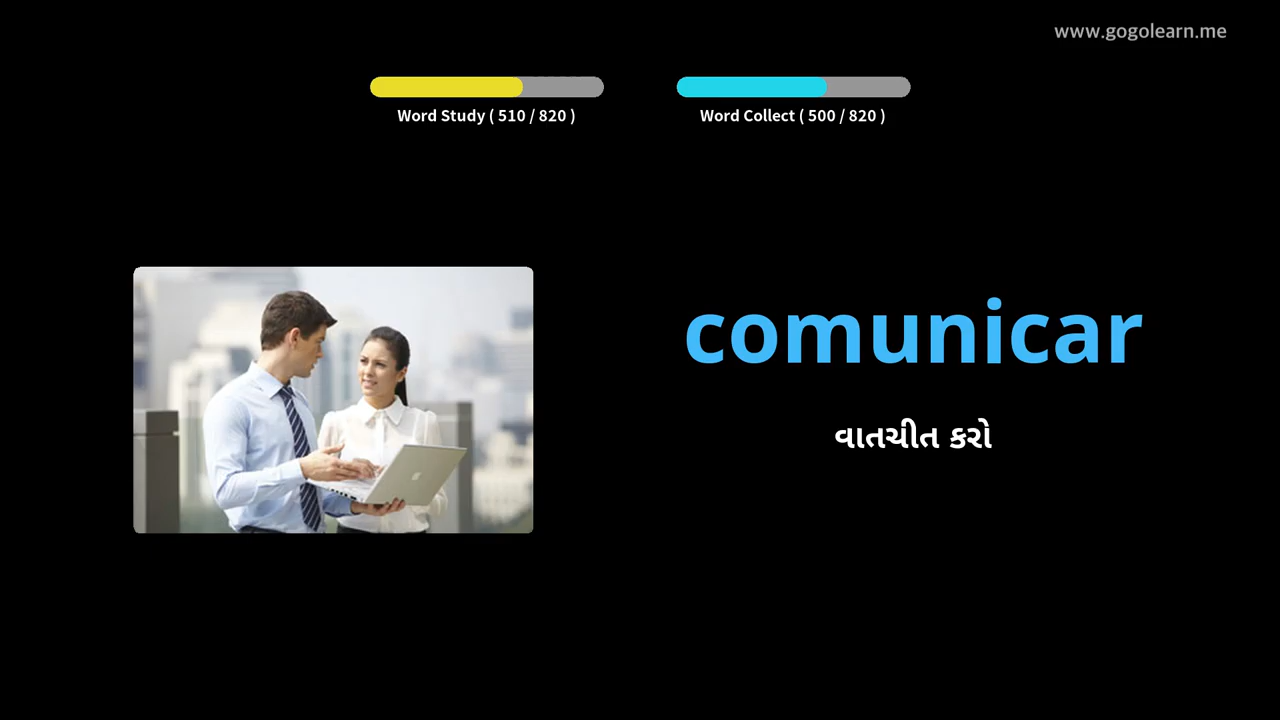 www.gogolearn.me
Word Study ( 510 / 820 )
Word Collect ( 500 / 820 )
comunicar
વાતચીત કરો